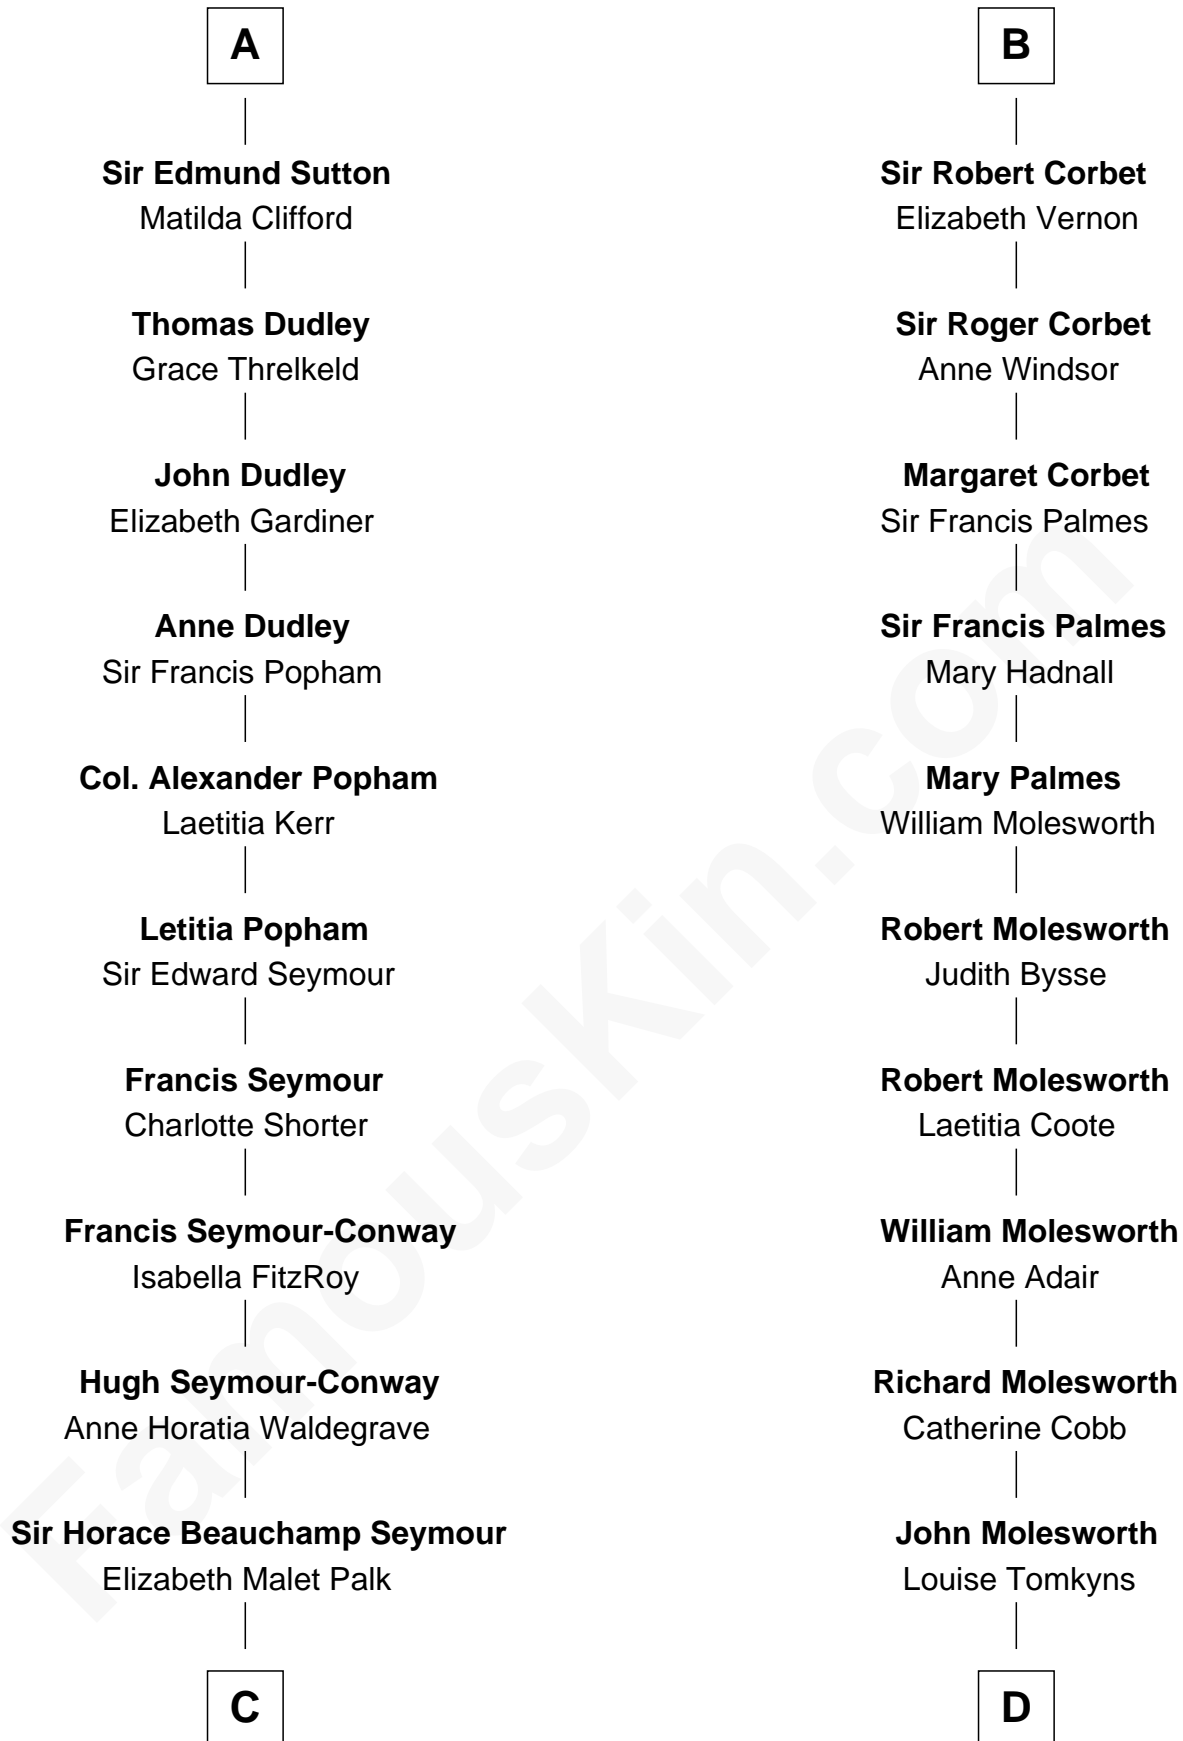 A
Sir Edmund Sutton
Matilda Clifford
Thomas Dudley
Grace Threlkeld
John Dudley
Elizabeth Gardiner
Anne Dudley
Sir Francis Popham
Col. Alexander Popham
Laetitia Kerr
Letitia Popham
Sir Edward Seymour
Francis Seymour
Charlotte Shorter
Francis Seymour-Conway
Isabella FitzRoy
Hugh Seymour-Conway
Anne Horatia Waldegrave
Sir Horace Beauchamp Seymour
Elizabeth Malet Palk
C
B
Sir Robert Corbet
Elizabeth Vernon
Sir Roger Corbet
Anne Windsor
Margaret Corbet
Sir Francis Palmes
Sir Francis Palmes
Mary Hadnall
Mary Palmes
William Molesworth
Robert Molesworth
Judith Bysse
Robert Molesworth
Laetitia Coote
William Molesworth
Anne Adair
Richard Molesworth
Catherine Cobb
John Molesworth
Louise Tomkyns
D
FamousKin.com